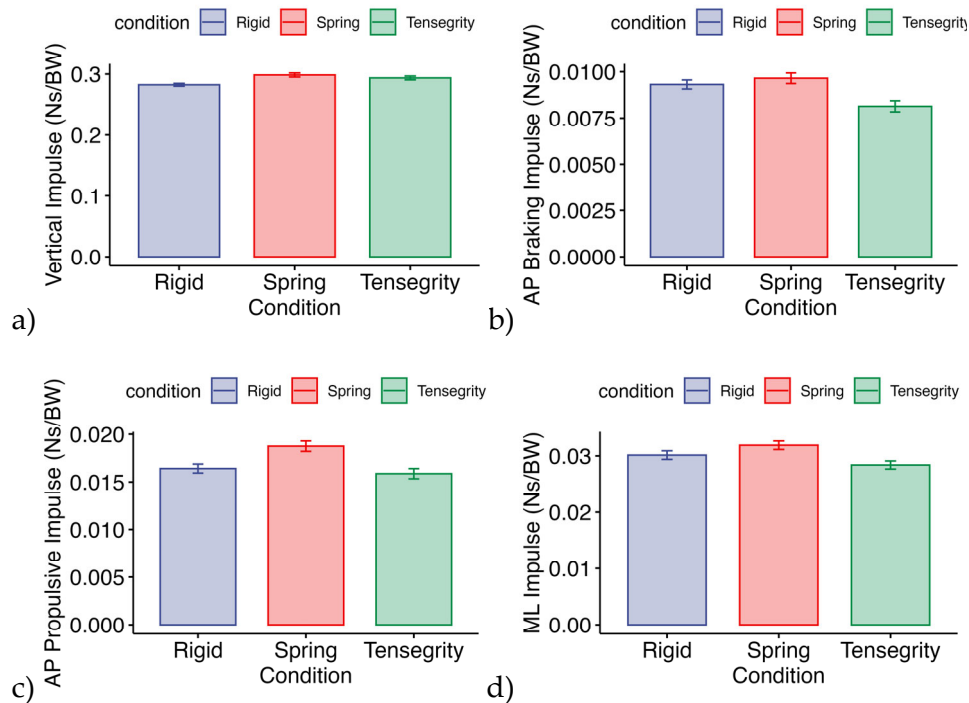 condition Rigid Spring Tensegrity
Vertical Impulse (Ns/BW)
0.3
0.2
0.1
0.0
Rigid Spring Tensegrity
Condition
a)
condition Rigid Spring Tensegrity
AP Braking Impulse (Ns/BW)
0.0100
0.0075
0.0050
0.0025
0.0000
Rigid Spring Tensegrity
Condition
b)
condition Rigid Spring Tensegrity
AP Propulsive Impulse (Ns/BW)
0.020
0.015
0.010
0.005
0.000
Rigid Spring Tensegrity
Condition
c)
condition Rigid Spring Tensegrity
ML Impulse (Ns/BW)
0.03
0.02
0.01
0.00
Rigid Spring Tensegrity
Condition
d)